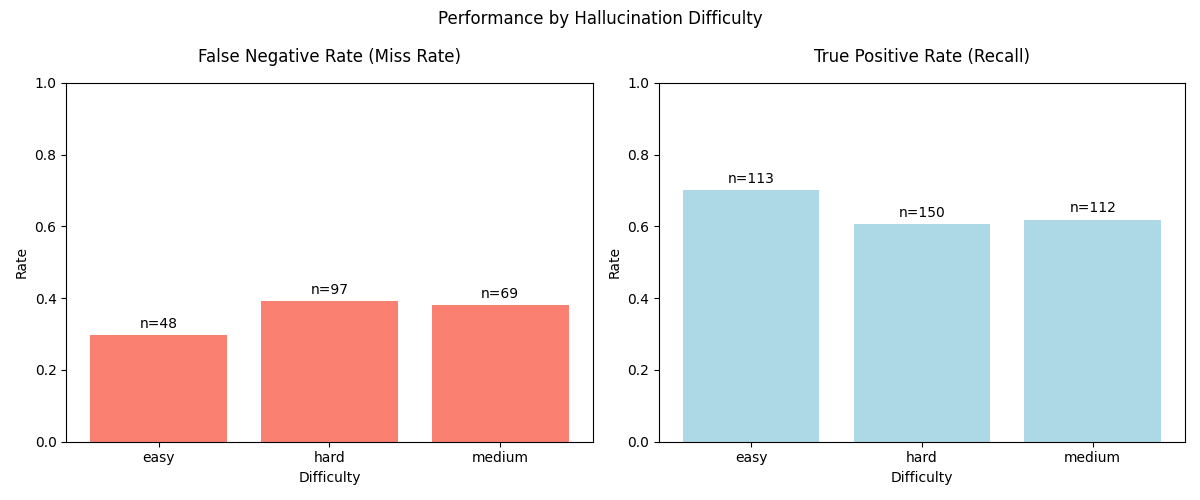 Performance by Hallucination Difficulty
False Negative Rate (Miss Rate)
1.0
0.8
0.6
0.4
0.2
0.0
Rate
n=48
n=97
n=69
easy
hard
medium
Difficulty
True Positive Rate (Recall)
1.0
0.8
0.6
0.4
0.2
0.0
Rate
n=113
n=150
n=112
easy
hard
medium
Difficulty